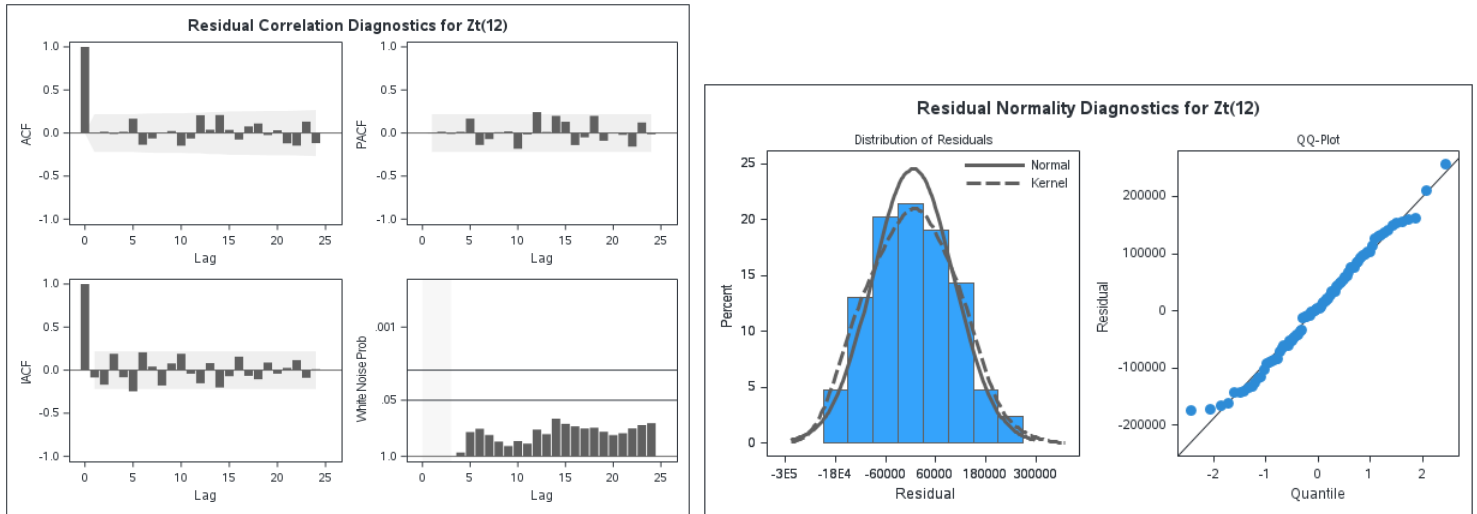 Residual Correlation Diagnostics for Zt(12)
1.0
0.5
0.0
-0.5
-1.0
ACF
0 5 10 15 20 25
Lag
1.0
0.5
0.0
-0.5
-1.0
PACF
0 5 10 15 20 25
Lag
1.0
0.5
0.0
-0.5
-1.0
IACF
0 5 10 15 20 25
Lag
.001
.05
1.0
White Noise Prob
0 5 10 15 20 25
Lag
Residual Normality Diagnostics for Zt(12)
Distribution of Residuals
Normal
Kernel
25
20
15
10
5
0
Percent
-3E5 -18E4 -60000 60000 180000 300000
Residual
QQ-Plot
200000
100000
0
-100000
-200000
Residual
-2 -1 0 1 2
Quantile